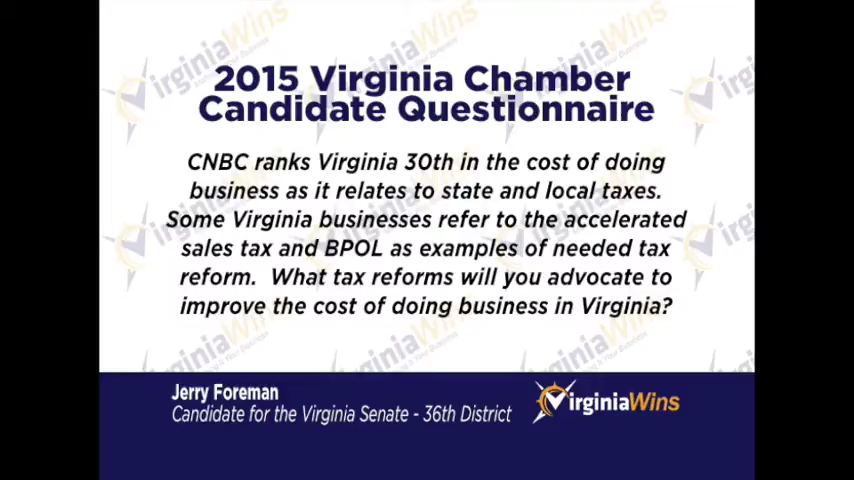 2015 Virginia Chamber
Candidate Questionnaire
CNBC ranks Virginia 30th in the cost of doing
business as it relates to state and local taxes.
Some Virginia businesses refer to the accelerated
sales tax and BPOL as examples of needed tax
reform. What tax reforms will you advocate to
improve the cost of doing business in Virginia?
Jerry Foreman
Candidate for the Virginia Senate - 36th District
VirginiaWins